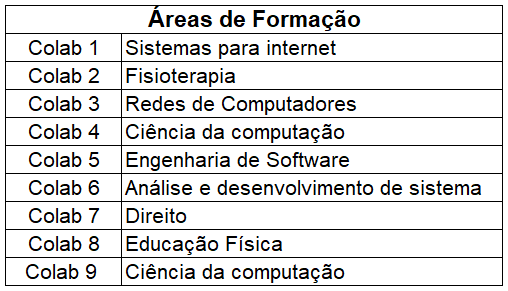 Áreas de Formação
Colab 1 Sistemas para internet
Colab 2 Fisioterapia
Colab 3 Redes de Computadores
Colab 4 Ciência da computação
Colab 5 Engenharia de Software
Colab 6 Análise e desenvolvimento de sistema
Colab 7 Direito
Colab 8 Educação Física
Colab 9 Ciência da computação